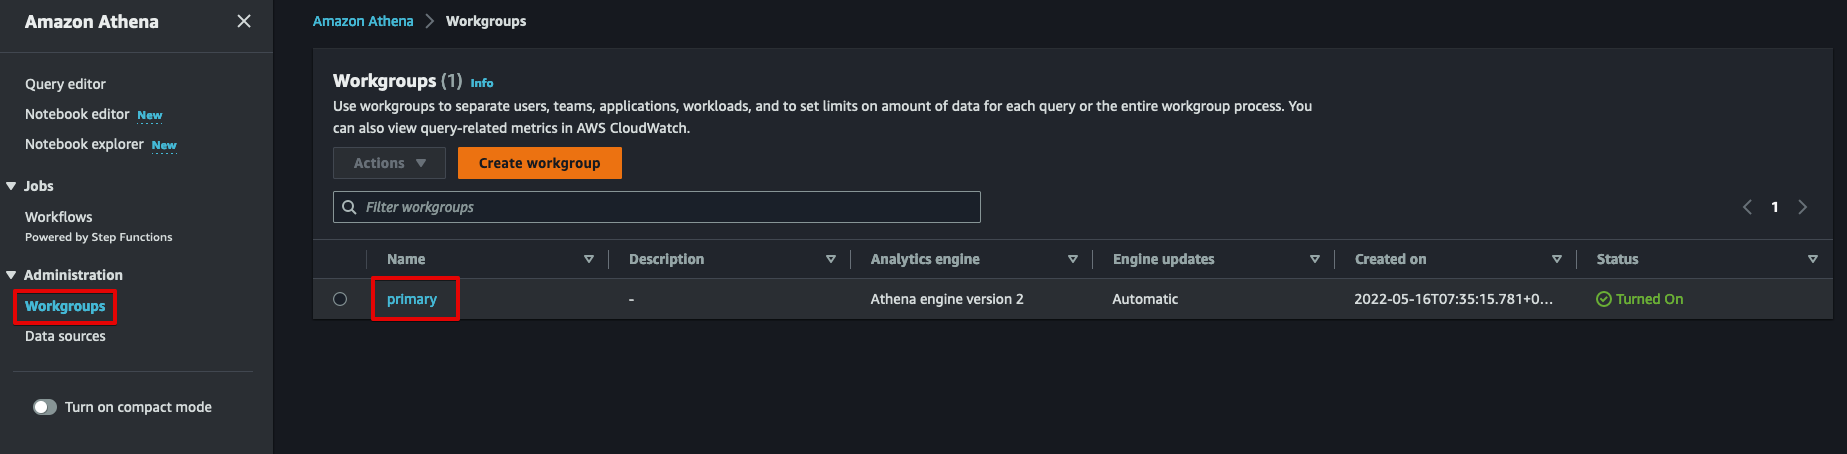 Amazon Athena
Query editor
Notebook editor New
Notebook explorer New
Jobs
Workflows
Powered by Step Functions
Administration
Workgroups
Data sources
Turn on compact mode
Amazon Athena Workgroups
Workgroups (1) Info
Use workgroups to separate users, teams, applications, workloads, and to set limits on amount of data for each query or the entire workgroup process. You
can also view query-related metrics in AWS CloudWatch.
Actions Create workgroup
Filter workgroups
1
Name Description Analytics engine Engine updates Created on Status
primary - Athena engine version 2 Automatic 2022-05-16T07:35:15.781+0... Turned On